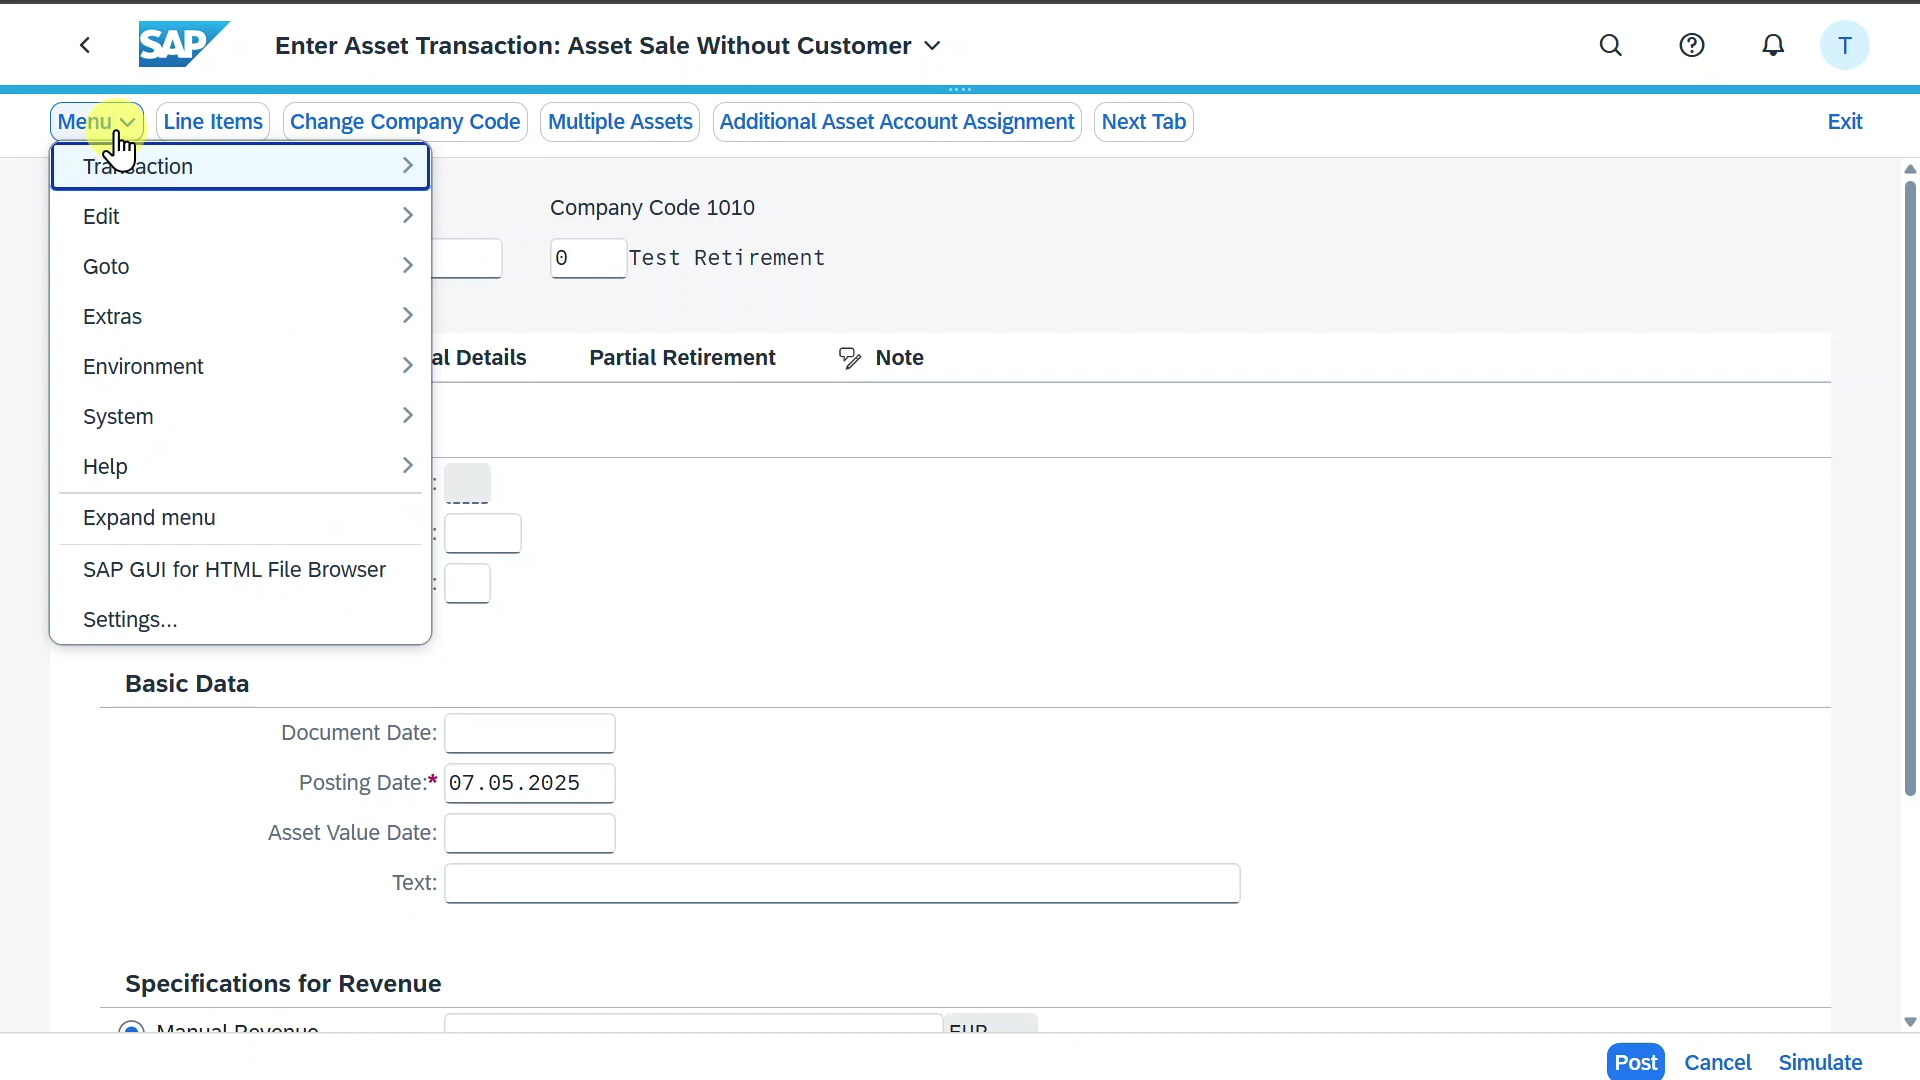 SAP Enter Asset Transaction: Asset Sale Without Customer T
Menu Line Items Change Company Code Multiple Assets Additional Asset Account Assignment Next Tab Exit
Transaction
Edit
Goto
Extras
Environment
System
Help
Expand menu
SAP GUI for HTML File Browser
Settings...
Company Code 1010
0 Test Retirement
al Details Partial Retirement Note
:
:
:
Basic Data
Document Date:
Posting Date:* 07.05.2025
Asset Value Date:
Text:
Specifications for Revenue
Manual Revenue EUR
Post Cancel Simulate